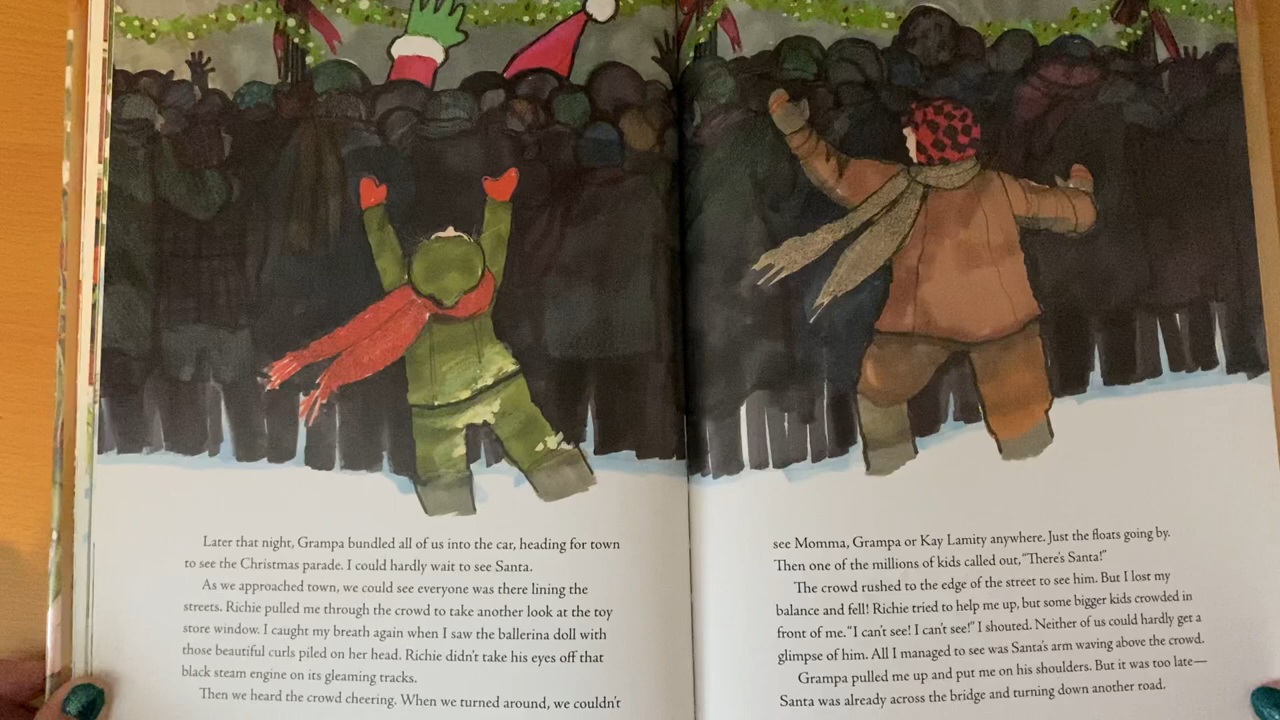 Later that night, Grampa bundled all of us into the car, heading for town
to see the Christmas parade. I could hardly wait to see Santa.
As we approached town, we could see everyone was there lining the
streets. Richie pulled me through the crowd to take another look at the toy
store window. I caught my breath again when I saw the ballerina doll with
those beautiful curls piled on her head. Richie didn't take his eyes off that
black steam engine on its gleaming tracks.
Then we heard the crowd cheering. When we turned around, we couldn't
see Momma, Grampa or Kay Lamity anywhere. Just the floats going by.
Then one of the millions of kids called out, "There's Santa!"
The crowd rushed to the edge of the street to see him. But I lost my
balance and fell! Richie tried to help me up, but some bigger kids crowded in
front of me. "I can't see! I can't see!" I shouted. Neither of us could hardly get a
glimpse of him. All I managed to see was Santa's arm waving above the crowd.
Grampa pulled me up and put me on his shoulders. But it was too late—
Santa was already across the bridge and turning down another road.